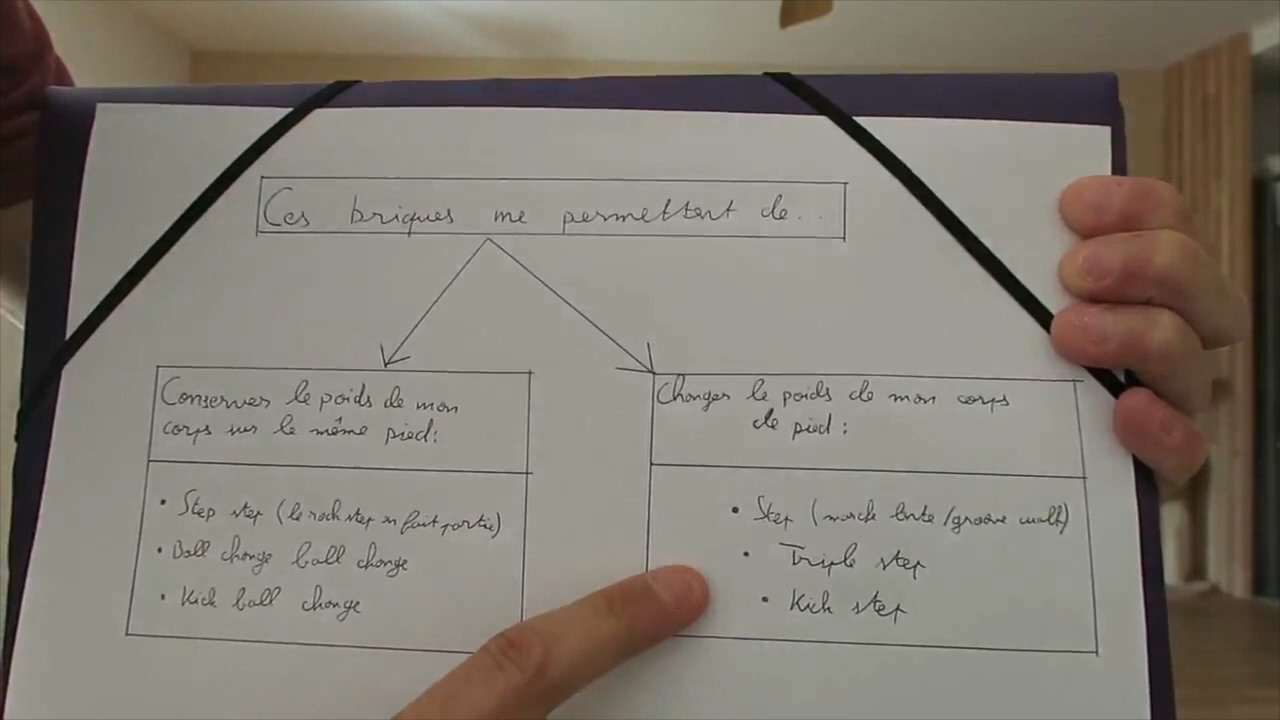 Ces briques me permettent de...
Conserver le poids de mon
corps sur le même pied:
• Step step (le rock step en fait partie)
• Ball change ball change
• Kick ball change
Changer le poids de mon corps
de pied :
• Step (marche lente/groove walk)
• Triple step
• Kick step